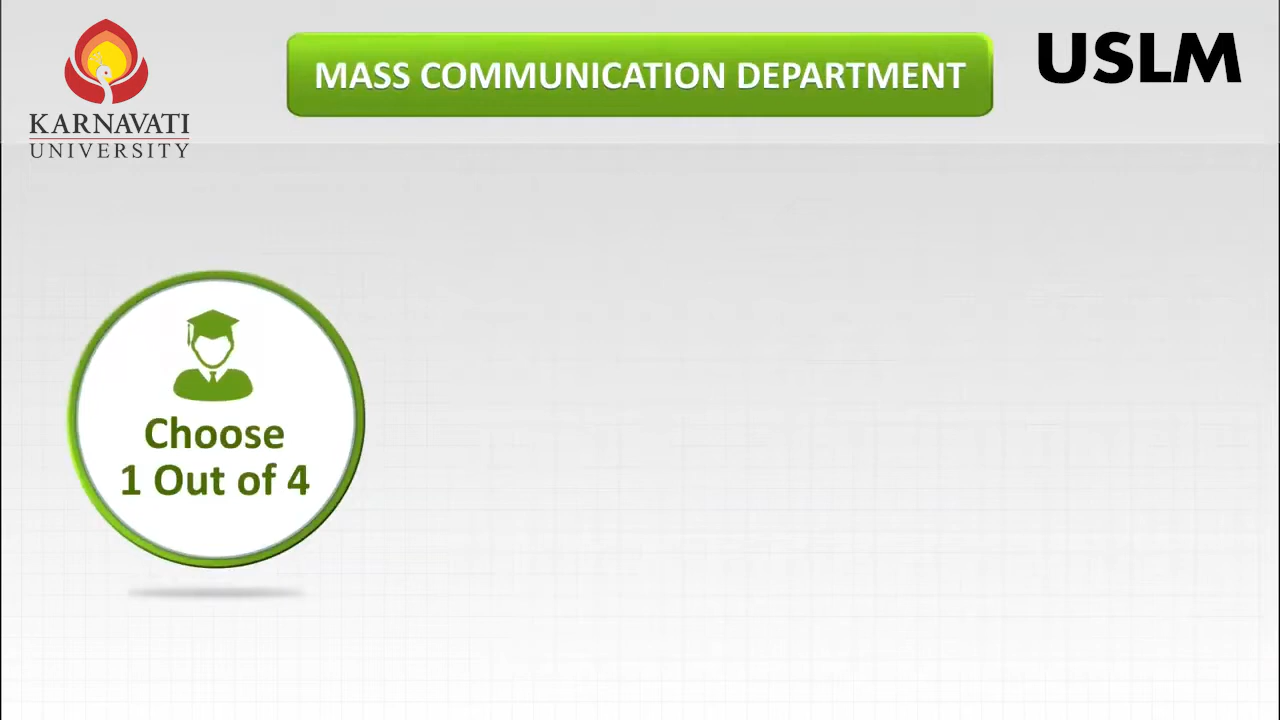 KARNAVATI
UNIVERSITY
MASS COMMUNICATION DEPARTMENT
USLM
Choose
1 Out of 4